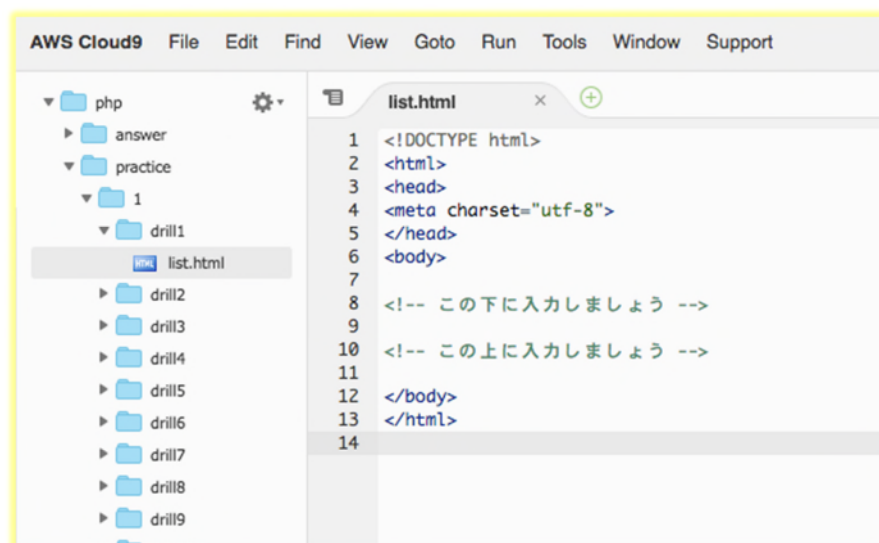 AWS Cloud9 File Edit Find View Goto Run Tools Window Support
php
answer
practice
1
drill1
HTML list.html
drill2
drill3
drill4
drill5
drill6
drill7
drill8
drill9
list.html
1 <!DOCTYPE html>
2 <html>
3 <head>
4 <meta charset="utf-8">
5 </head>
6 <body>
7
8 <!-- この下に入力しましょう -->
9
10 <!-- この上に入力しましょう -->
11
12 </body>
13 </html>
14